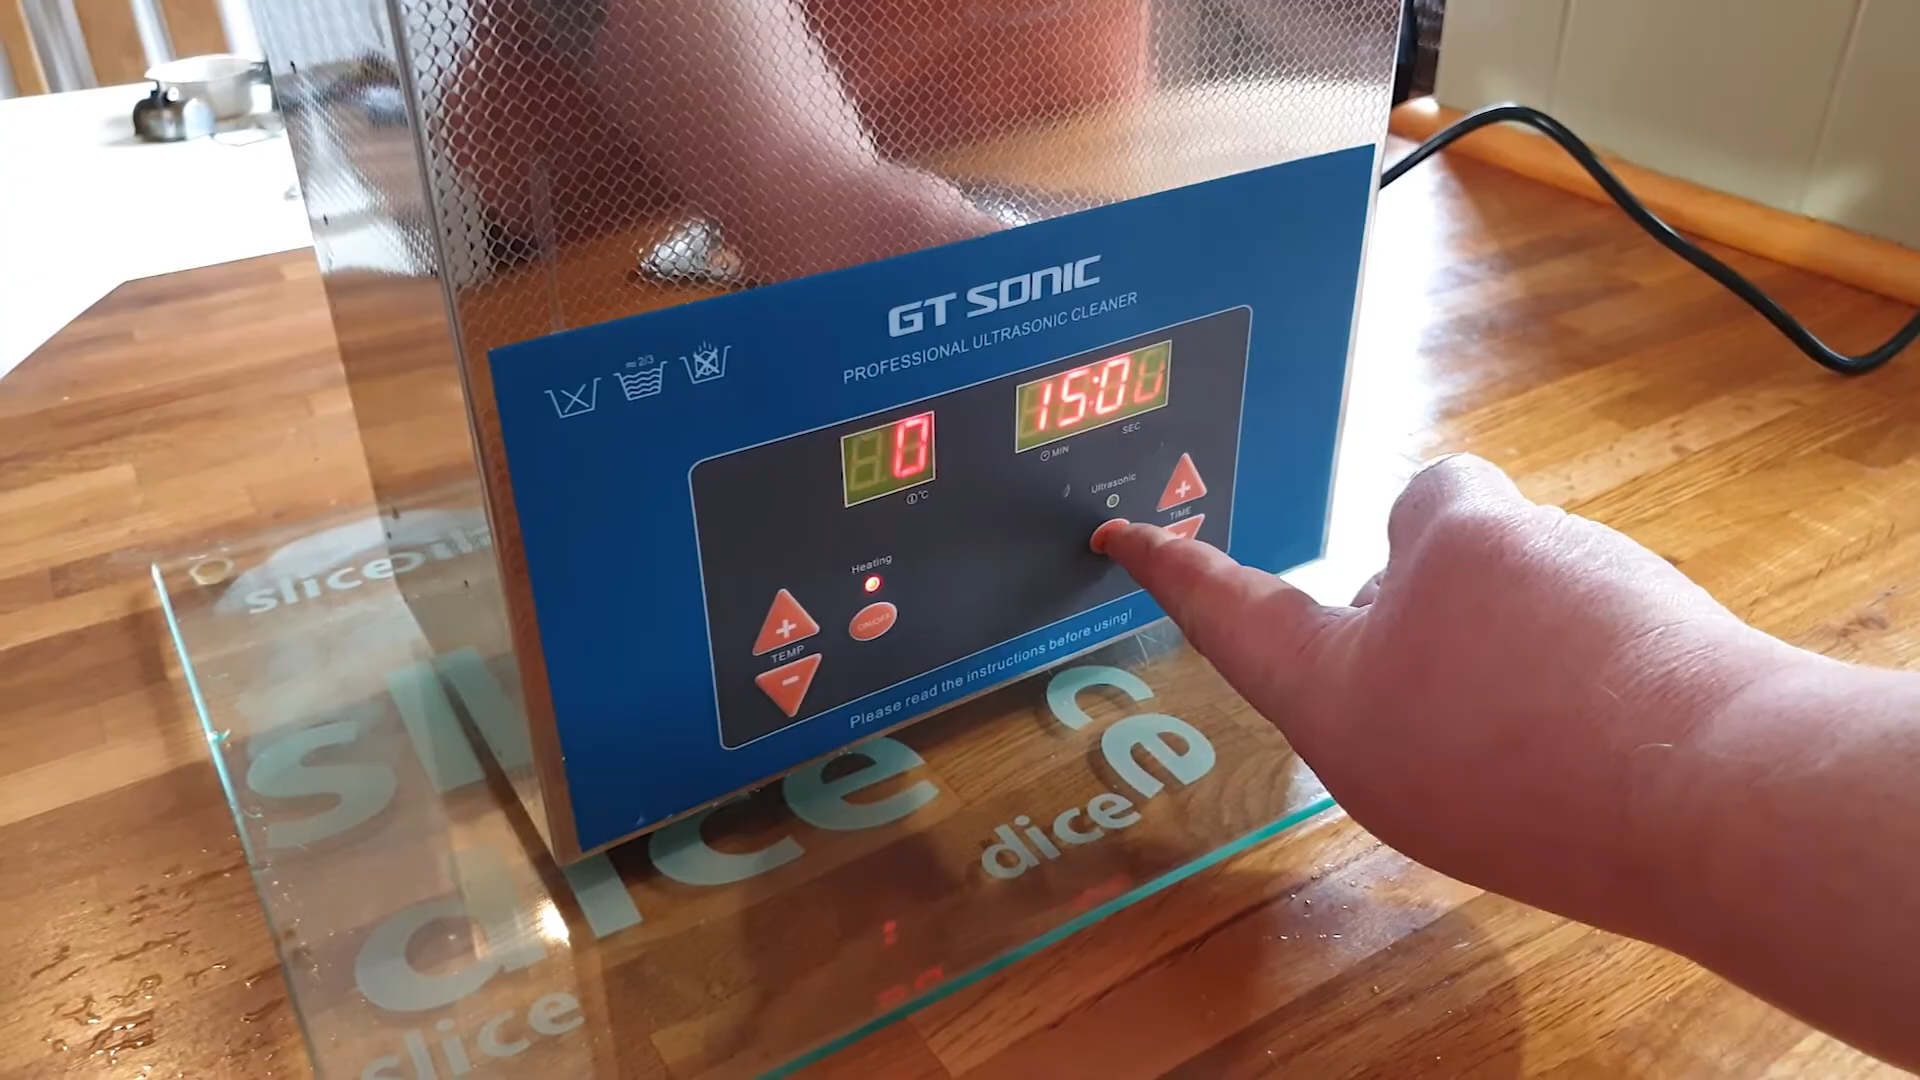 GT SONIC
PROFESSIONAL ULTRASONIC CLEANER
≈ 2/3
0
°C
15:0
MIN
SEC
Ultrasonic
TIME
Heating
ON/OFF
+
TEMP
-
+
Please read the instructions before using!
slice
dice
slice
dice
slice